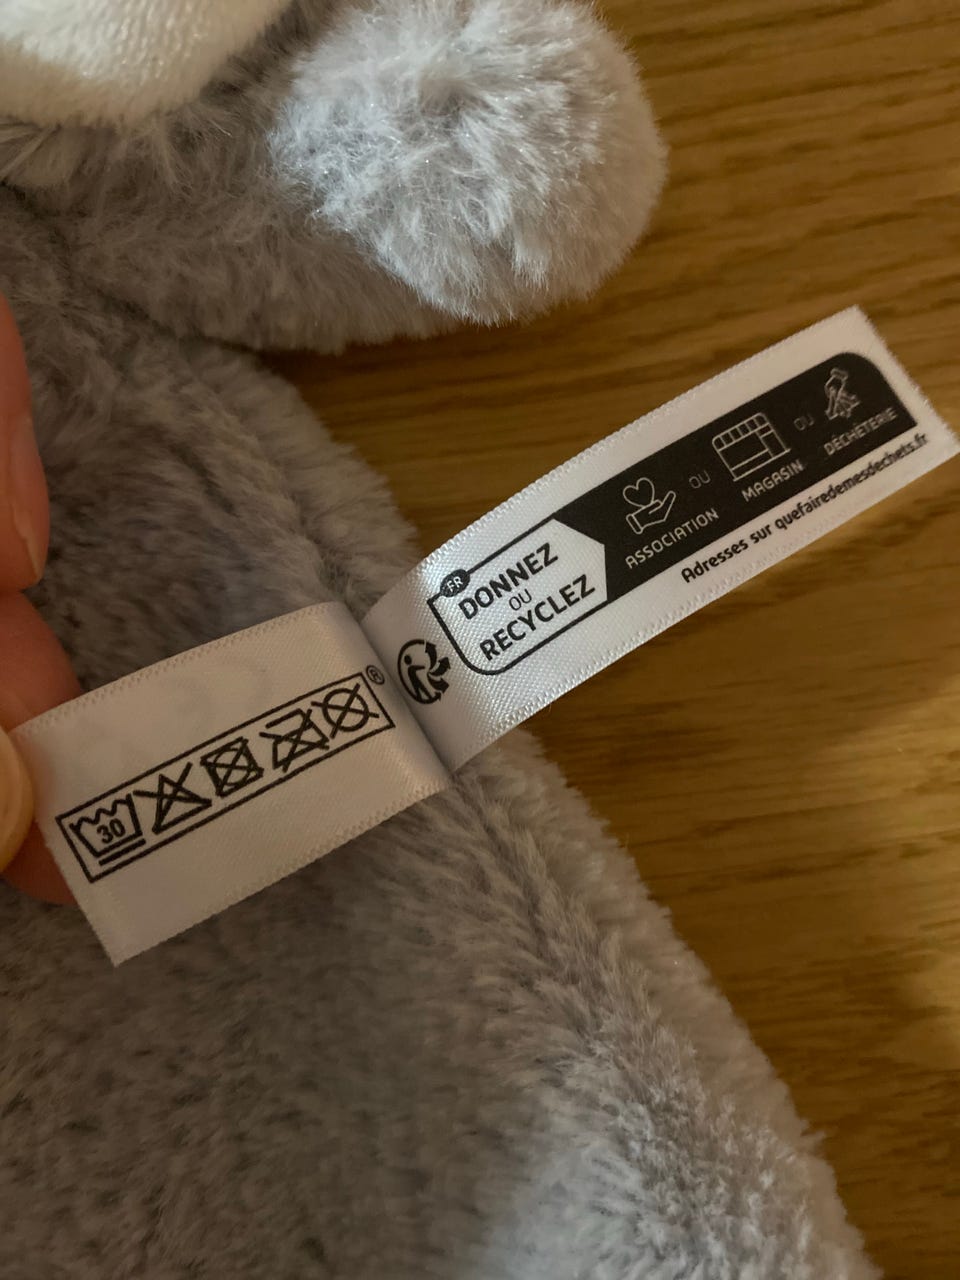 30
®
FR
DONNEZ
OU
RECYCLEZ
ASSOCIATION
OU
MAGASIN
OU
DÉCHÈTERIE
Adresses sur quefairedemesdechets.fr